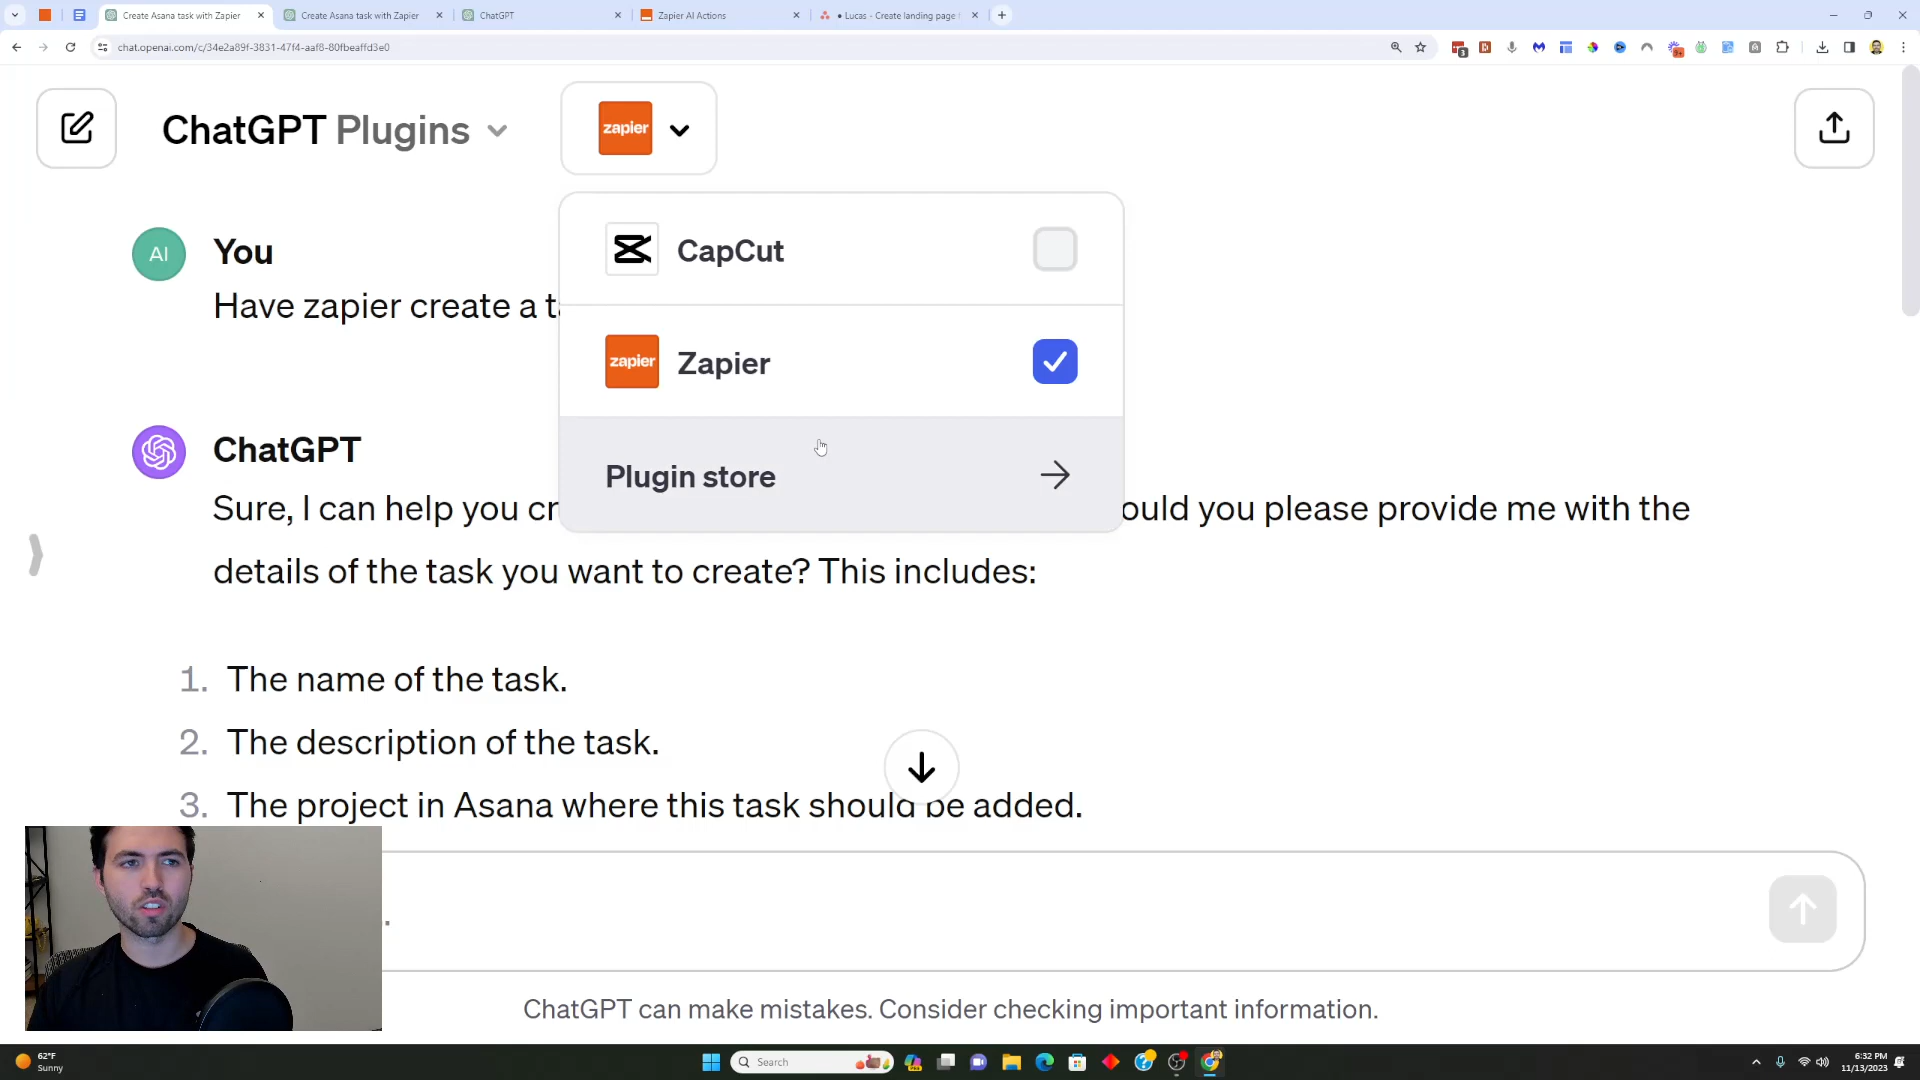 Create Asana task with Zapier
Create Asana task with Zapier
ChatGPT
Zapier AI Actions
• Lucas - Create landing page
chat.openai.com/c/34e2a89f-3831-47f4-aaf8-80fbeaffd3e0
ChatGPT Plugins
zapier
CapCut
zapier
Zapier
Plugin store
AI
You
Have zapier create a t
ChatGPT
Sure, I can help you cr
ould you please provide me with the
details of the task you want to create? This includes:
1. The name of the task.
2. The description of the task.
3. The project in Asana where this task should be added.
ChatGPT can make mistakes. Consider checking important information.
62°F
Sunny
Search
6:32 PM
11/13/2023